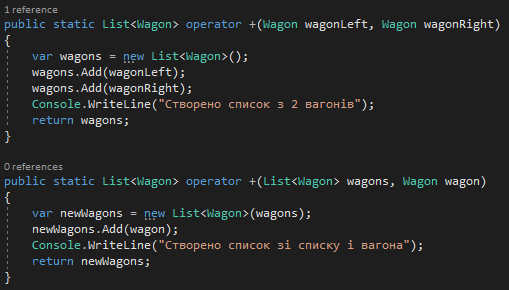 1 reference
public static List<Wagon> operator +(Wagon wagonLeft, Wagon wagonRight)
{
    var wagons = new List<Wagon>();
    wagons.Add(wagonLeft);
    wagons.Add(wagonRight);
    Console.WriteLine("Створено список з 2 вагонів");
    return wagons;
}
0 references
public static List<Wagon> operator +(List<Wagon> wagons, Wagon wagon)
{
    var newWagons = new List<Wagon>(wagons);
    newWagons.Add(wagon);
    Console.WriteLine("Створено список зі списку і вагона");
    return newWagons;
}